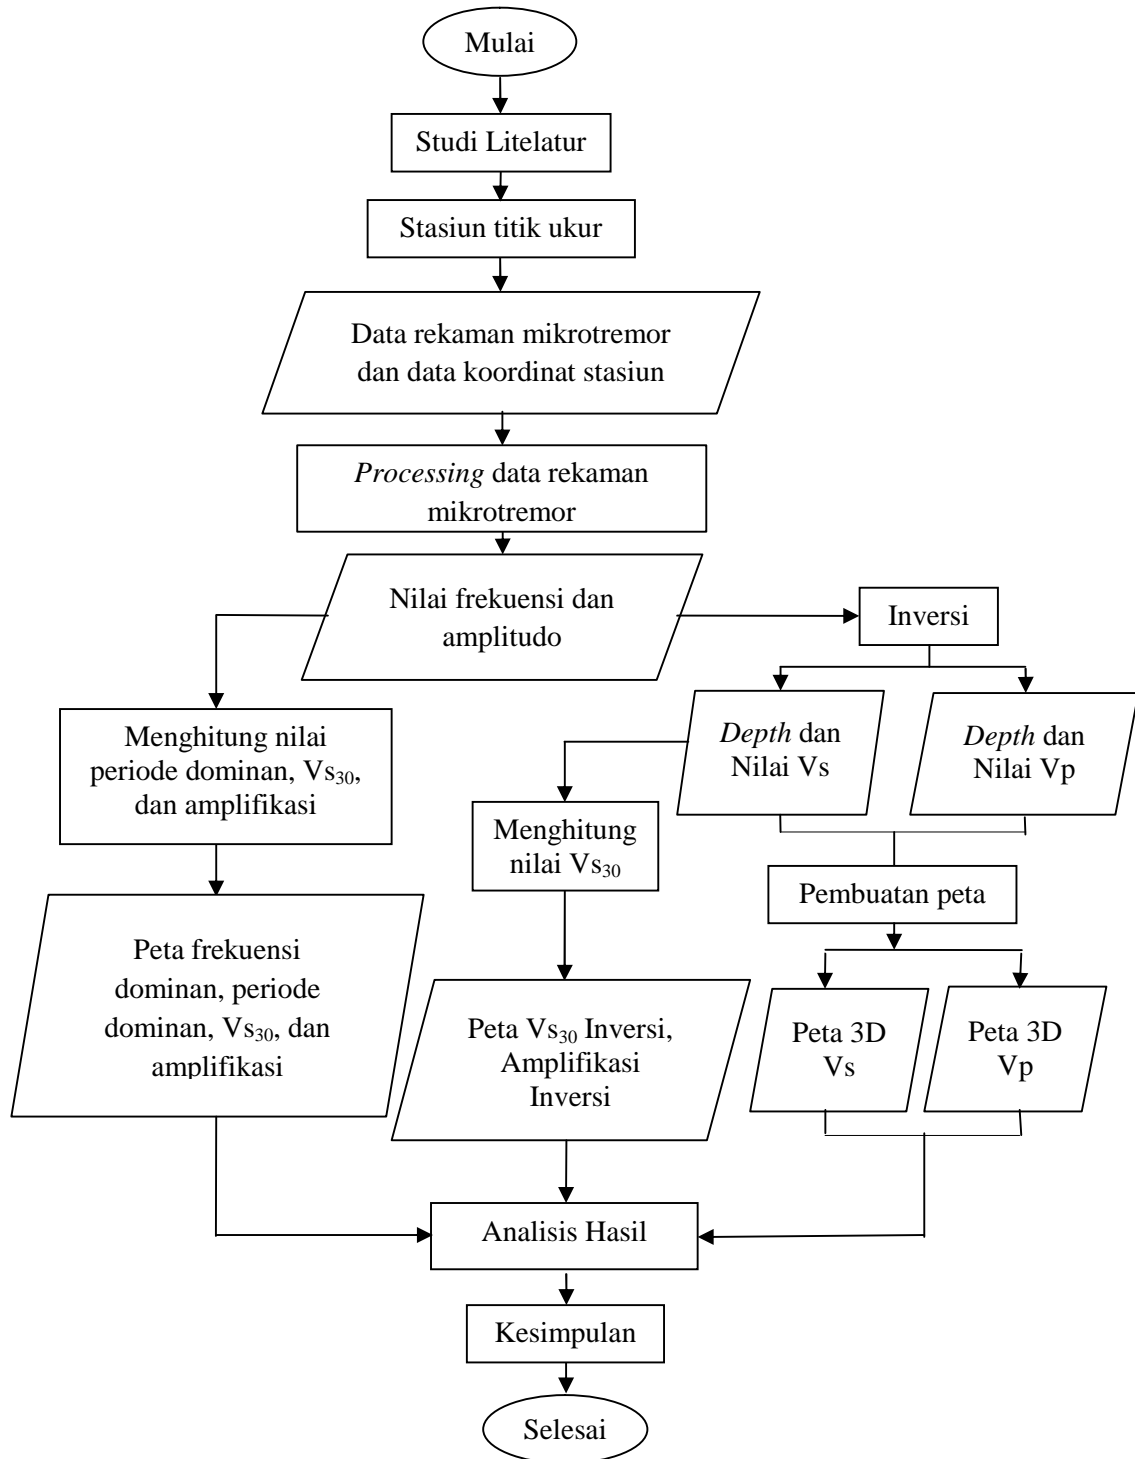 Mulai
Studi Litelatur
Stasiun titik ukur
Data rekaman mikrotremor
dan data koordinat stasiun
Processing data rekaman
mikrotremor
Nilai frekuensi dan
amplitudo
Inversi
Menghitung nilai
periode dominan, Vs30,
dan amplifikasi
Depth dan
Nilai Vs
Depth dan
Nilai Vp
Menghitung
nilai Vs30
Pembuatan peta
Peta frekuensi
dominan, periode
dominan, Vs30, dan
amplifikasi
Peta Vs30 Inversi,
Amplifikasi
Inversi
Peta 3D
Vs
Peta 3D
Vp
Analisis Hasil
Kesimpulan
Selesai